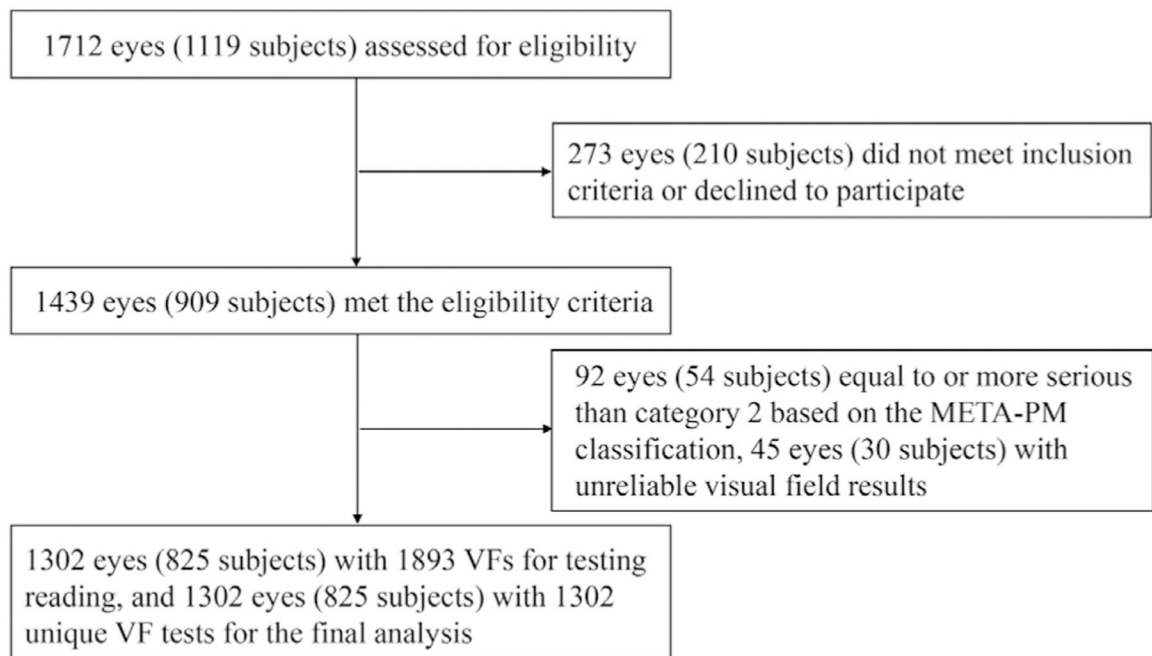 1712 eyes (1119 subjects) assessed for eligibility
273 eyes (210 subjects) did not meet inclusion
criteria or declined to participate
1439 eyes (909 subjects) met the eligibility criteria
92 eyes (54 subjects) equal to or more serious
than category 2 based on the META-PM
classification, 45 eyes (30 subjects) with
unreliable visual field results
1302 eyes (825 subjects) with 1893 VFs for testing
reading, and 1302 eyes (825 subjects) with 1302
unique VF tests for the final analysis